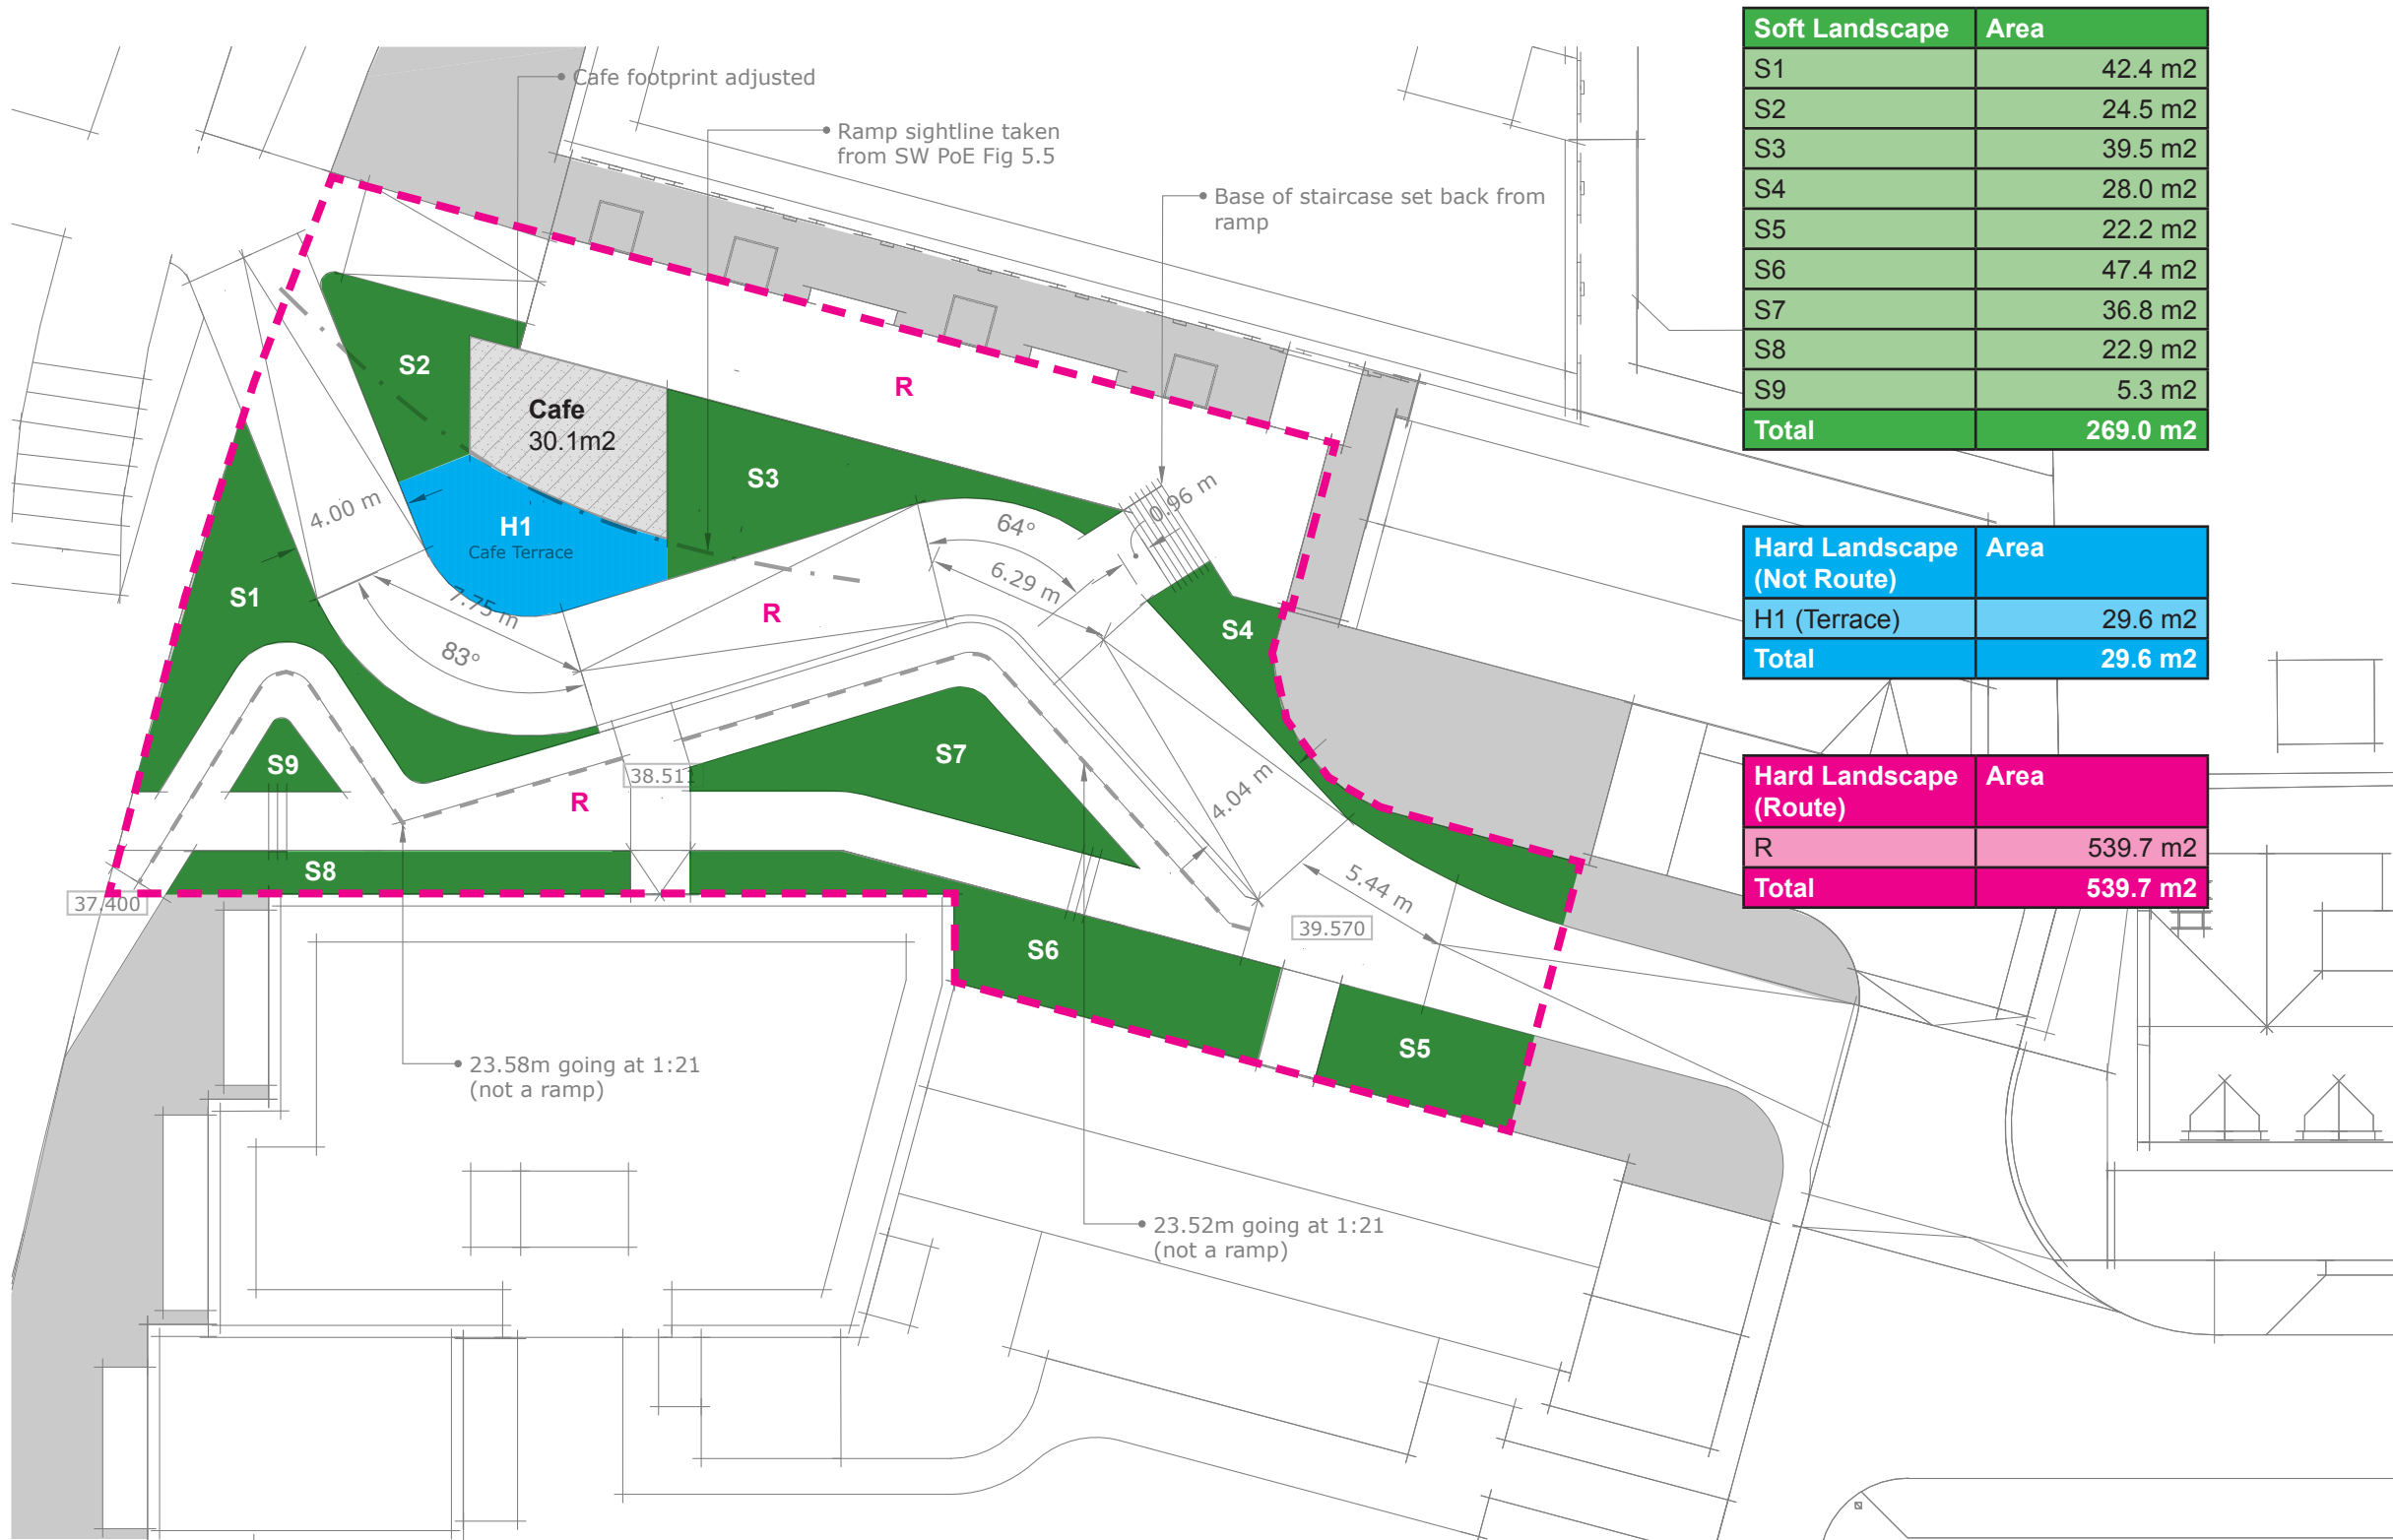 Soft Landscape Area
S1 42.4 m2
S2 24.5 m2
S3 39.5 m2
S4 28.0 m2
S5 22.2 m2
S6 47.4 m2
S7 36.8 m2
S8 22.9 m2
S9 5.3 m2
Total 269.0 m2
Hard Landscape Area
(Not Route)
H1 (Terrace) 29.6 m2
Total 29.6 m2
Hard Landscape Area
(Route)
R 539.7 m2
Total 539.7 m2
Cafe footprint adjusted
Ramp sightline taken
from SW PoE Fig 5.5
Base of staircase set back from
ramp
S2
R
Cafe
30.1m2
S3
4.00 m
H1
Cafe Terrace
0.96 m
64°
6.29 m
S1
7.75 m
R
S4
83°
S9
38.511
S7
R
4.04 m
S8
5.44 m
37.400
39.570
S6
S5
23.58m going at 1:21
(not a ramp)
23.52m going at 1:21
(not a ramp)